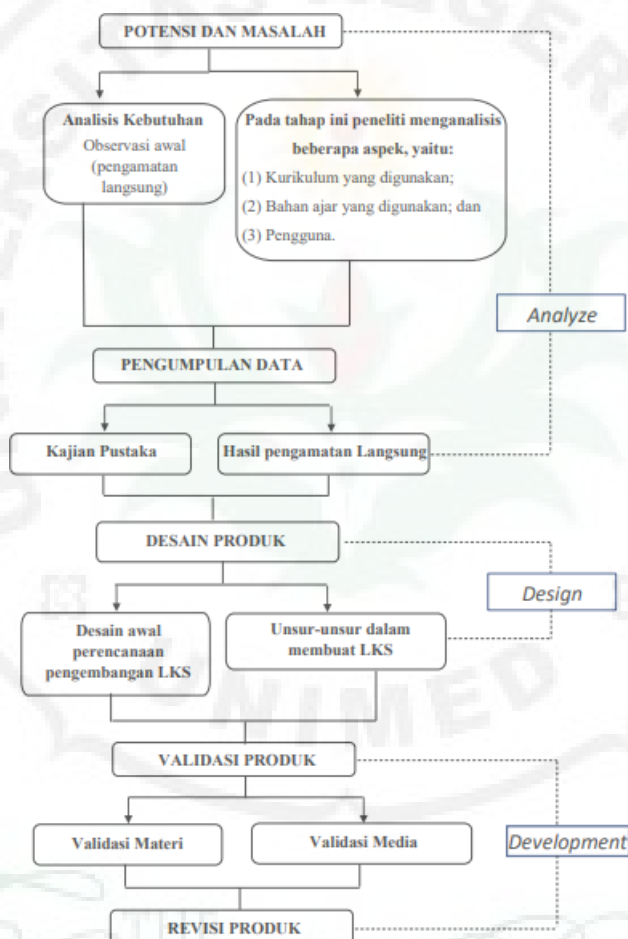 POTENSI DAN MASALAH
Analisis Kebutuhan
Observasi awal
(pengamatan
langsung)
Pada tahap ini peneliti menganalisis
beberapa aspek, yaitu:
(1) Kurikulum yang digunakan;
(2) Bahan ajar yang digunakan; dan
(3) Pengguna.
Analyze
PENGUMPULAN DATA
Kajian Pustaka
Hasil pengamatan Langsung
DESAIN PRODUK
Design
Desain awal
perencanaan
pengembangan LKS
Unsur-unsur dalam
membuat LKS
UNIMED
VALIDASI PRODUK
Validasi Materi
Validasi Media
Development
THE
REVISI PRODUK